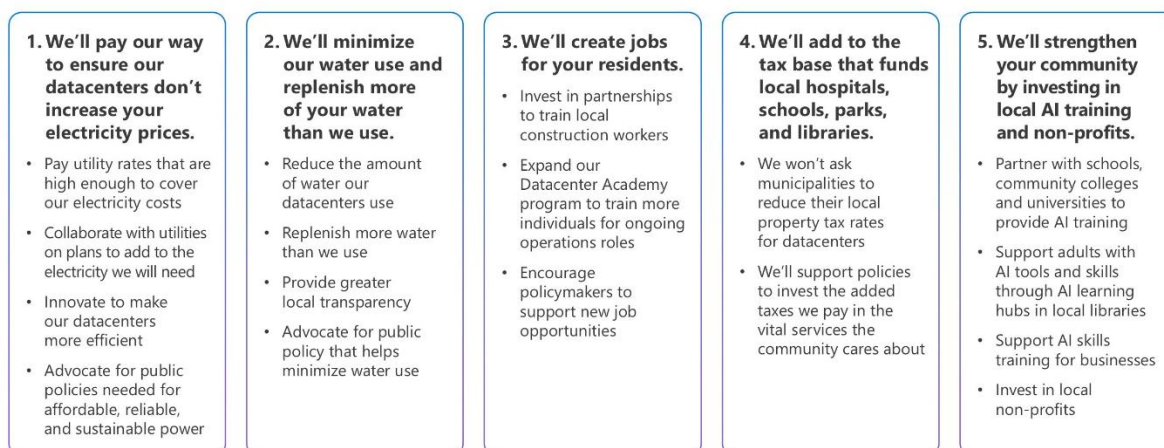 1. We’ll pay our way
to ensure our
datacenters don’t
increase your
electricity prices.
• Pay utility rates that are
high enough to cover
our electricity costs
• Collaborate with utilities
on plans to add to the
electricity we will need
• Innovate to make
our datacenters
more efficient
• Advocate for public
policies needed for
affordable, reliable,
and sustainable power
2. We’ll minimize
our water use and
replenish more
of your water
than we use.
• Reduce the amount
of water our
datacenters use
• Replenish more water
than we use
• Provide greater
local transparency
• Advocate for public
policy that helps
minimize water use
3. We’ll create jobs
for your residents.
• Invest in partnerships
to train local
construction workers
• Expand our
Datacenter Academy
program to train more
individuals for ongoing
operations roles
• Encourage
policymakers to
support new job
opportunities
4. We’ll add to the
tax base that funds
local hospitals,
schools, parks,
and libraries.
• We won’t ask
municipalities to
reduce their local
property tax rates
for datacenters
• We’ll support policies
to invest the added
taxes we pay in the
vital services the
community cares about
5. We’ll strengthen
your community
by investing in
local AI training
and non-profits.
• Partner with schools,
community colleges
and universities to
provide AI training
• Support adults with
AI tools and skills
through AI learning
hubs in local libraries
• Support AI skills
training for businesses
• Invest in local
non-profits